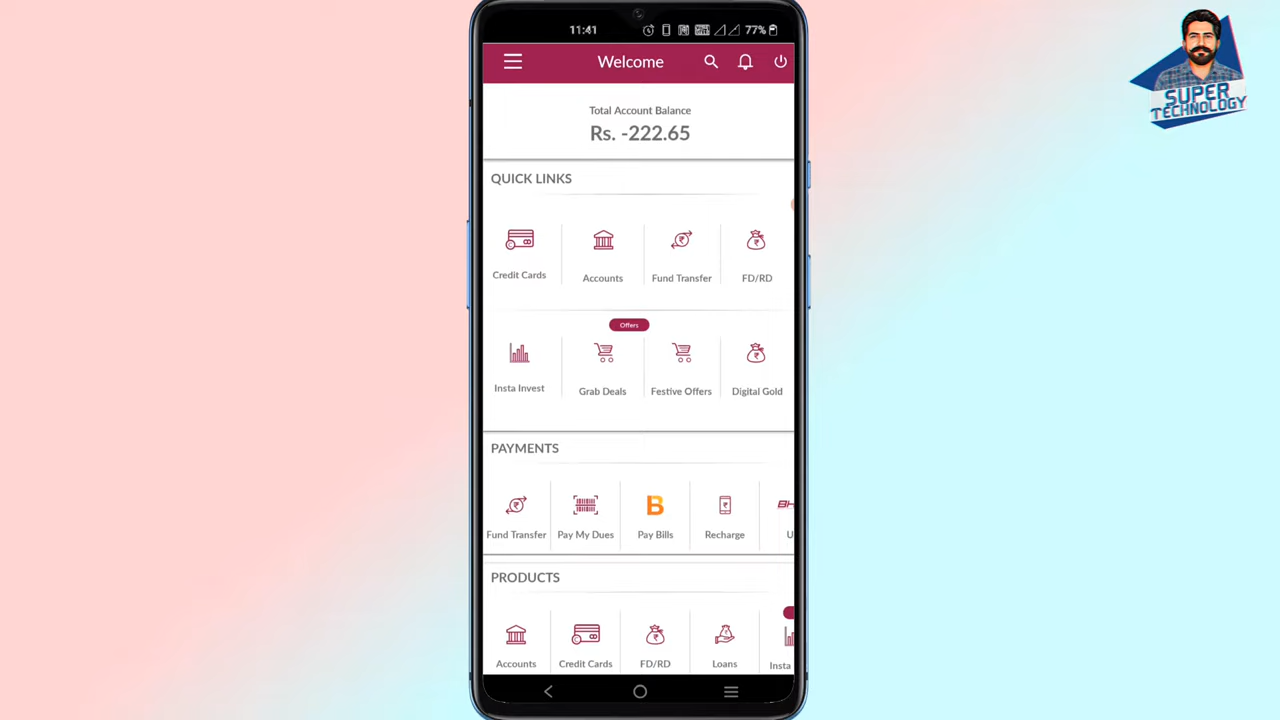 11:41
77%
Welcome
Total Account Balance
Rs. -222.65
QUICK LINKS
Credit Cards
Accounts
Fund Transfer
FD/RD
Offers
Insta Invest
Grab Deals
Festive Offers
Digital Gold
PAYMENTS
B
Fund Transfer
Pay My Dues
Pay Bills
Recharge
PRODUCTS
Accounts
Credit Cards
FD/RD
Loans
Insta
SUPER
TECHNOLOGY